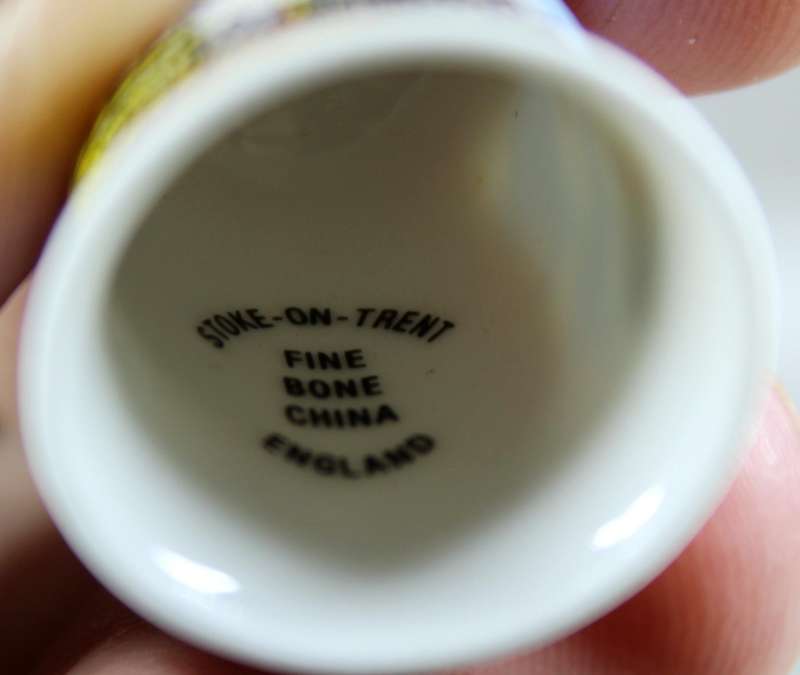 STOKE-ON-TRENT
FINE
BONE
CHINA
ENGLAND